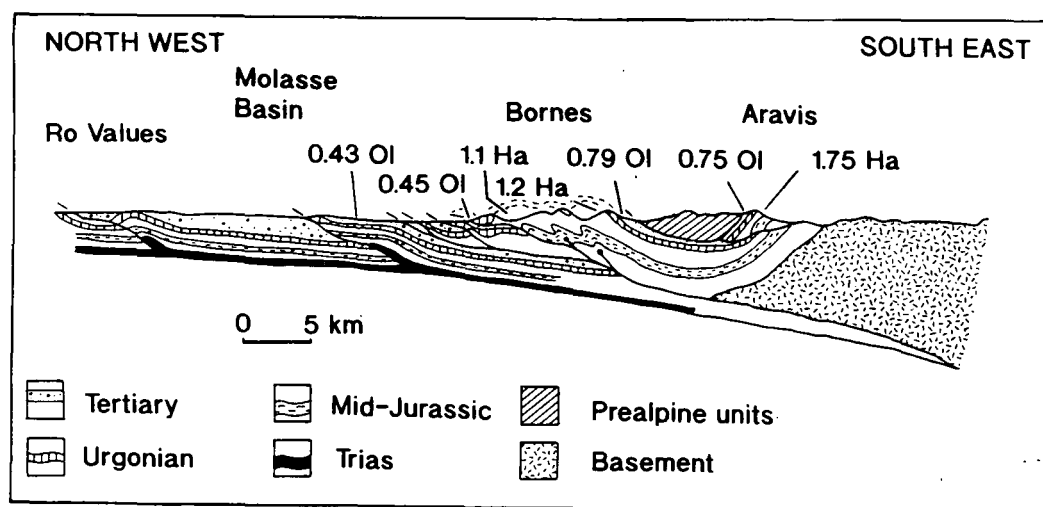 NORTH WEST
SOUTH EAST
Molasse
Basin
Bornes
Aravis
Ro Values
0.43 Ol
1.1 Ha
0.79 Ol
0.75 Ol
1.75 Ha
0.45 Ol
1.2 Ha
0 5 km
Tertiary
Mid-Jurassic
Prealpine units
Urgonian
Trias
Basement